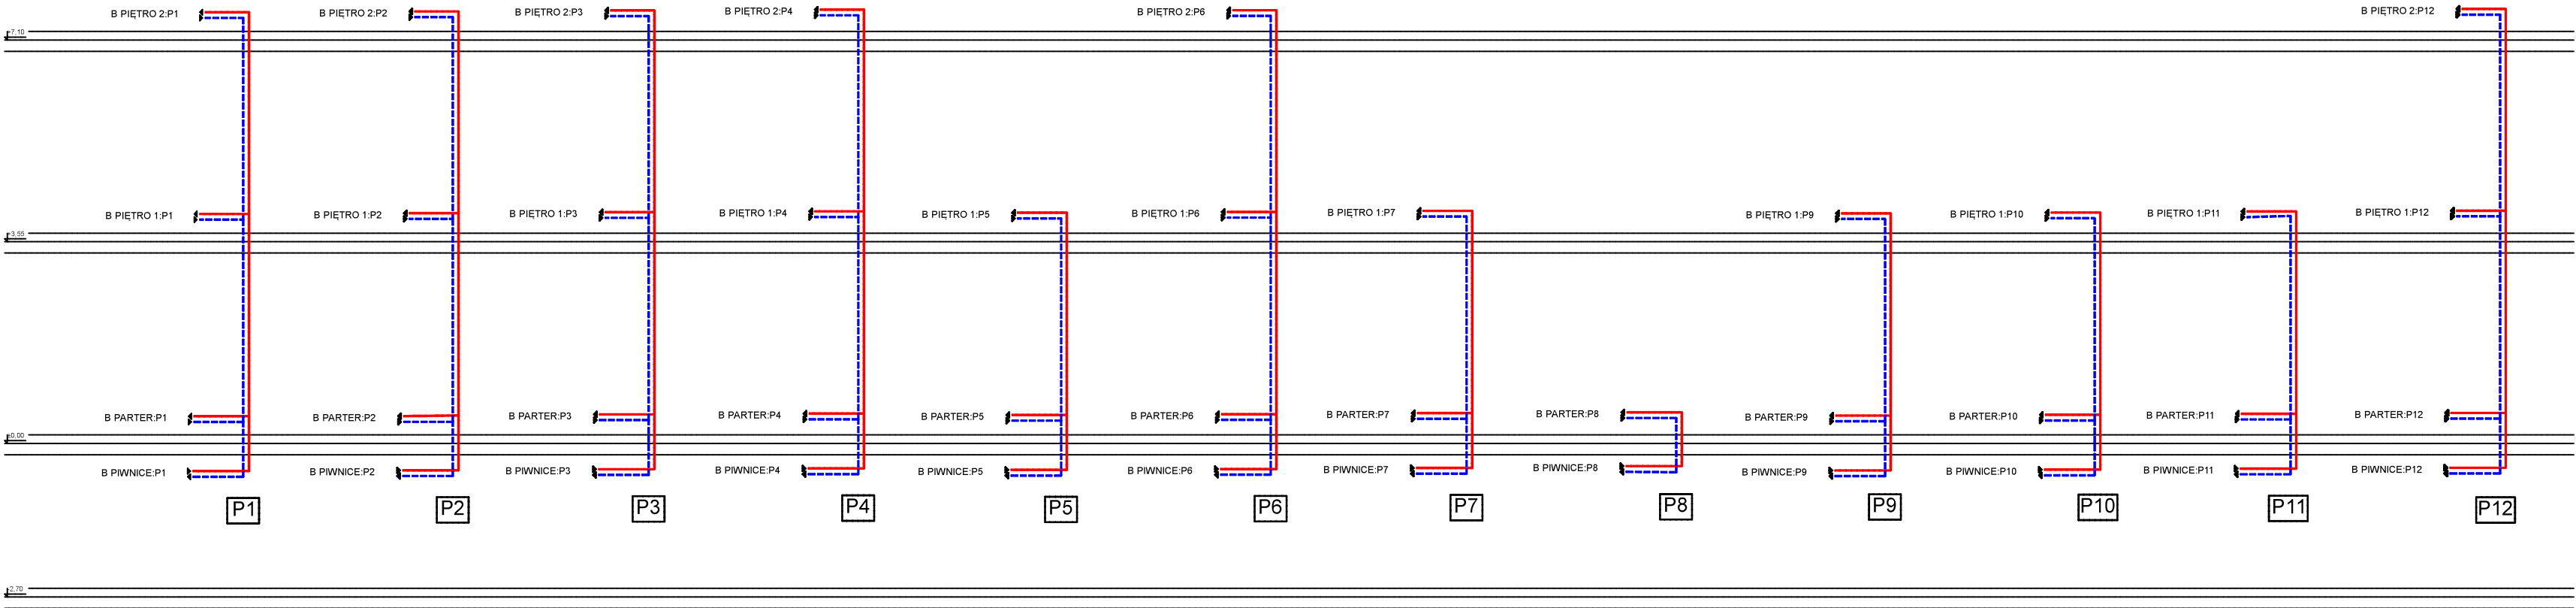 B PIĘTRO 2:P1
B PIĘTRO 2:P2
B PIĘTRO 2:P3
B PIĘTRO 2:P4
B PIĘTRO 2:P6
B PIĘTRO 2:P12
+7,10
B PIĘTRO 1:P1
B PIĘTRO 1:P2
B PIĘTRO 1:P3
B PIĘTRO 1:P4
B PIĘTRO 1:P5
B PIĘTRO 1:P6
B PIĘTRO 1:P7
B PIĘTRO 1:P9
B PIĘTRO 1:P10
B PIĘTRO 1:P11
B PIĘTRO 1:P12
+3,55
B PARTER:P1
B PARTER:P2
B PARTER:P3
B PARTER:P4
B PARTER:P5
B PARTER:P6
B PARTER:P7
B PARTER:P8
B PARTER:P9
B PARTER:P10
B PARTER:P11
B PARTER:P12
±0,00
B PIWNICE:P1
B PIWNICE:P2
B PIWNICE:P3
B PIWNICE:P4
B PIWNICE:P5
B PIWNICE:P6
B PIWNICE:P7
B PIWNICE:P8
B PIWNICE:P9
B PIWNICE:P10
B PIWNICE:P11
B PIWNICE:P12
P1
P2
P3
P4
P5
P6
P7
P8
P9
P10
P11
P12
-2,70